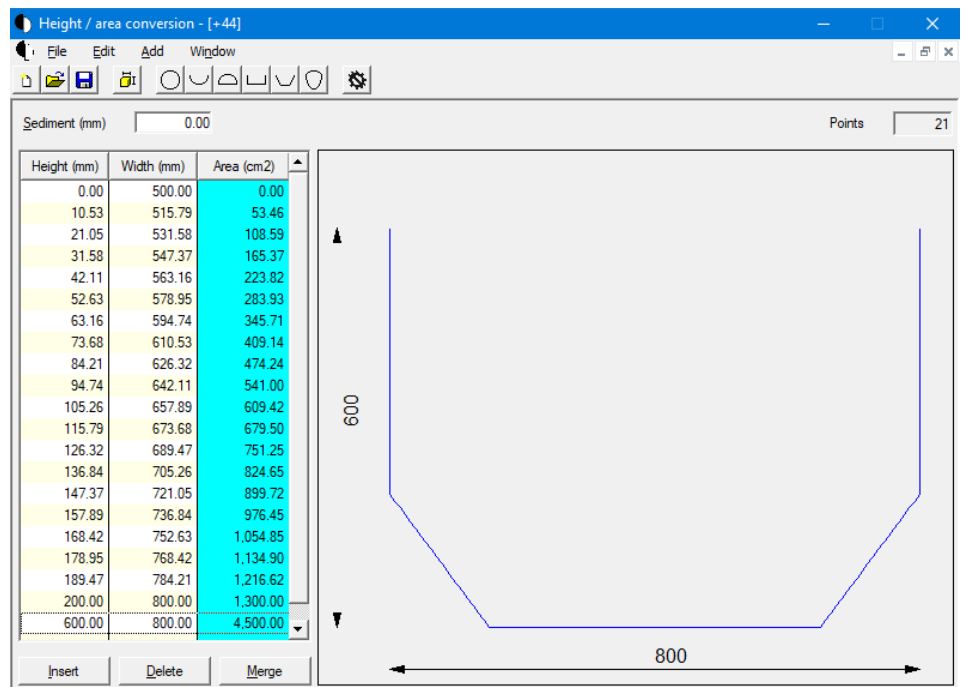 Height / area conversion - [+44]
File Edit Add Window
Sediment (mm) 0.00 Points 21
Height (mm) Width (mm) Area (cm2)
0.00 500.00 0.00
10.53 515.79 53.46
21.05 531.58 108.59
31.58 547.37 165.37
42.11 563.16 223.82
52.63 578.95 283.93
63.16 594.74 345.71
73.68 610.53 409.14
84.21 626.32 474.24
94.74 642.11 541.00
105.26 657.89 609.42
115.79 673.68 679.50
126.32 689.47 751.25
136.84 705.26 824.65
147.37 721.05 899.72
157.89 736.84 976.45
168.42 752.63 1,054.85
178.95 768.42 1,134.90
189.47 784.21 1,216.62
200.00 800.00 1,300.00
600.00 800.00 4,500.00
Insert Delete Merge
600
800